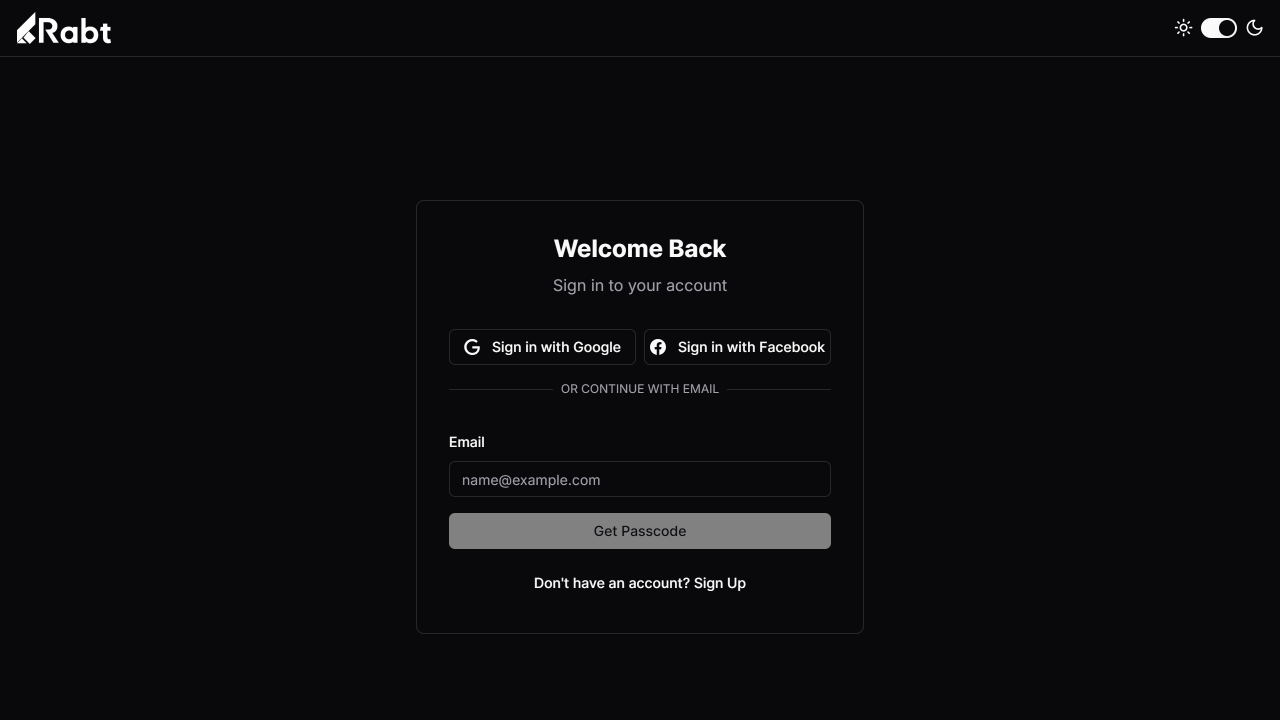 Rabt
Welcome Back
Sign in to your account
Sign in with Google
Sign in with Facebook
OR CONTINUE WITH EMAIL
Email
name@example.com
Get Passcode
Don't have an account? Sign Up